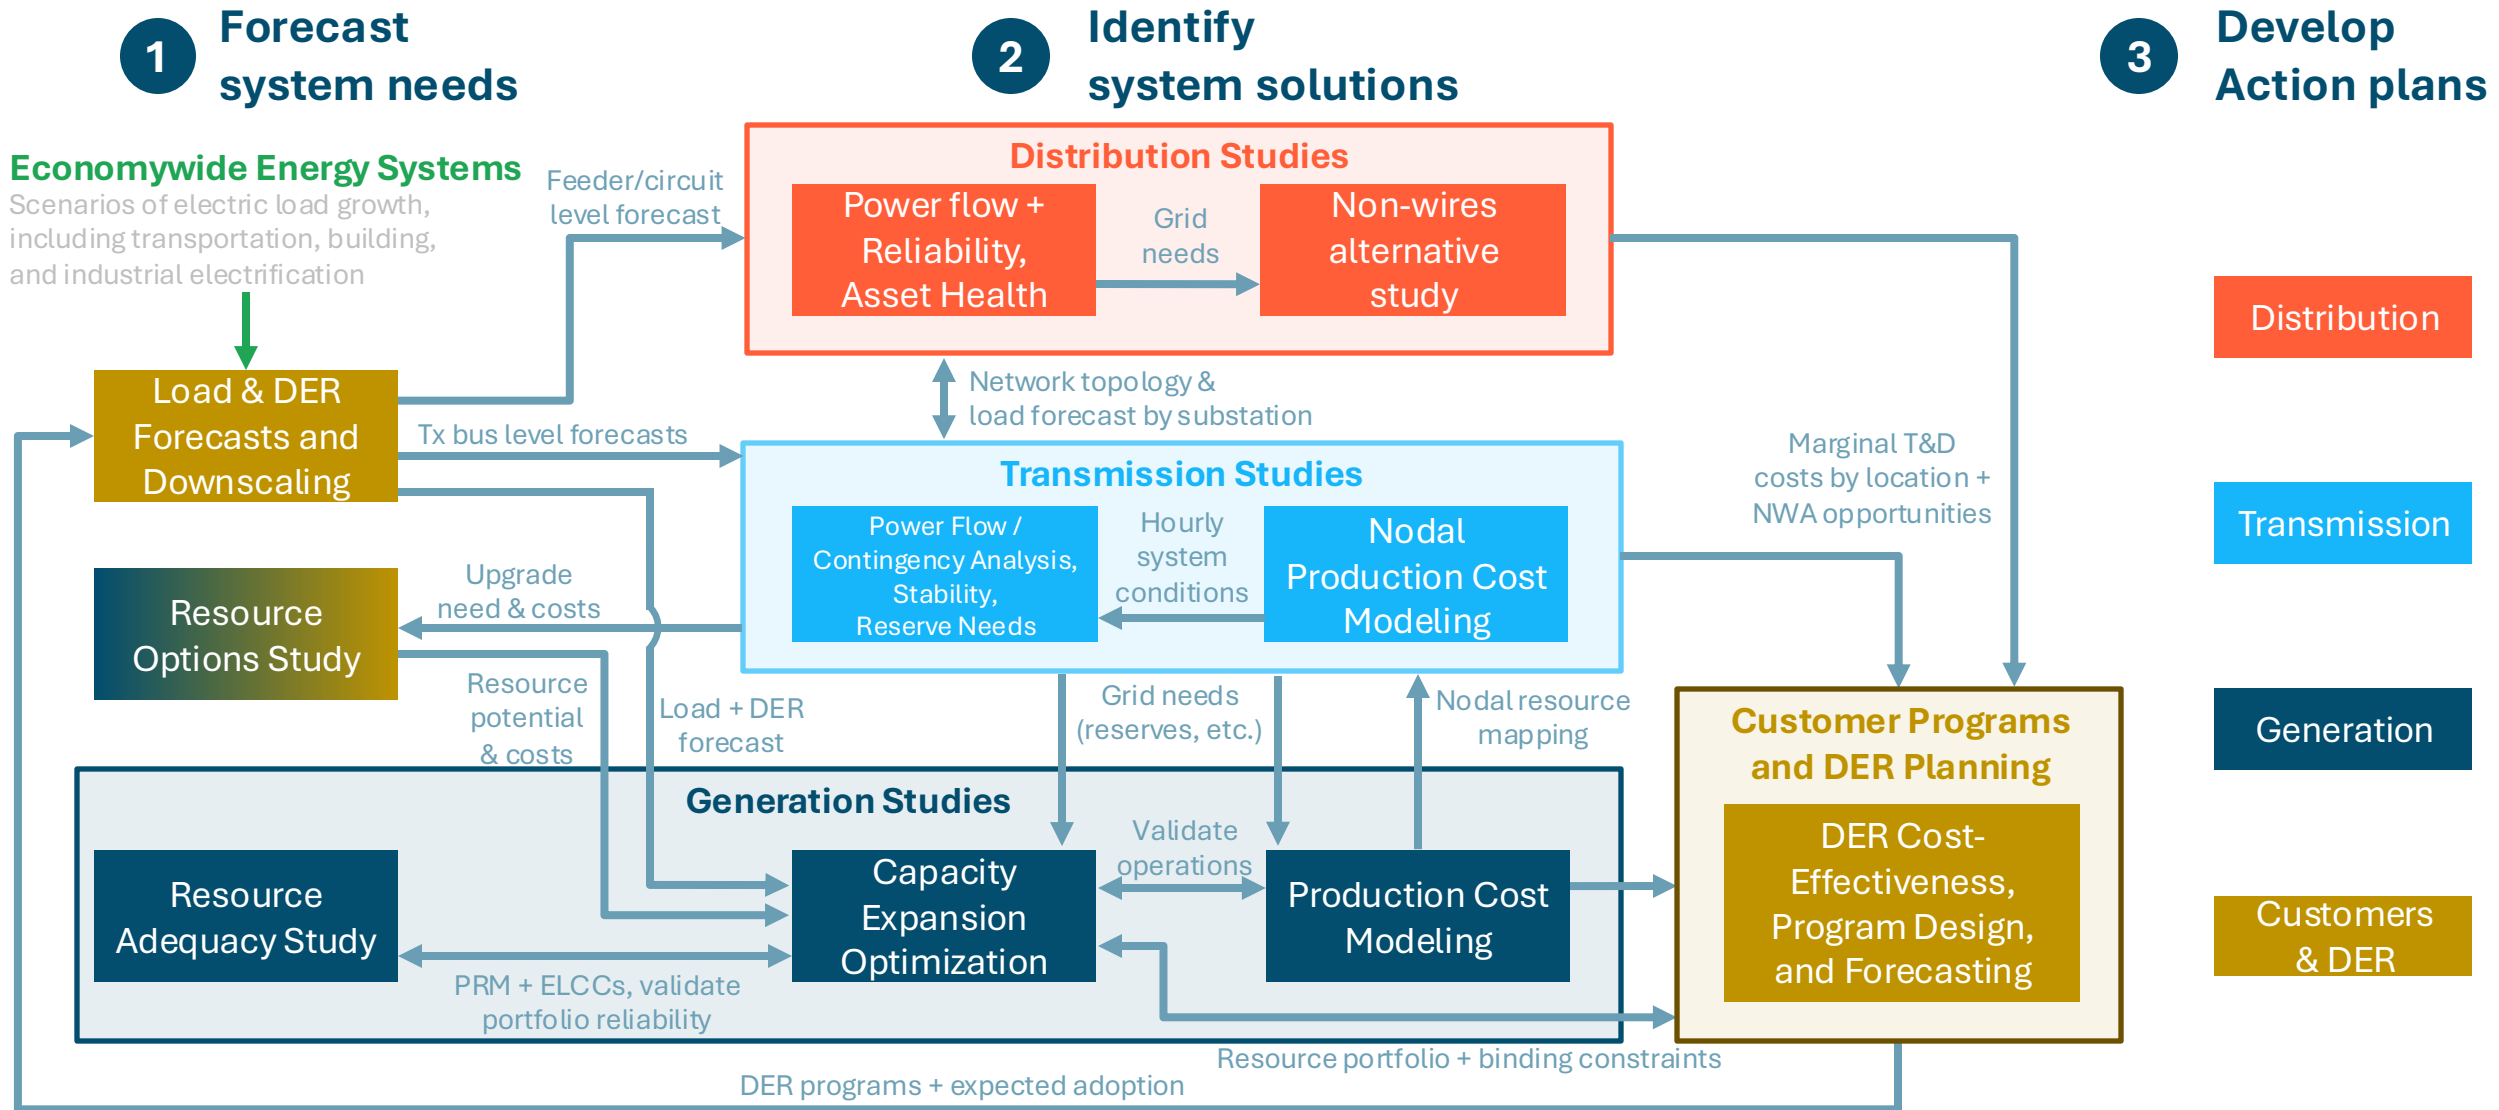 1
Forecast
system needs
2
Identify
system solutions
3
Develop
Action plans
Economywide Energy Systems
Scenarios of electric load growth,
including transportation, building,
and industrial electrification
Feeder/circuit
level forecast
Distribution Studies
Power flow +
Reliability,
Asset Health
Grid
needs
Non-wires
alternative
study
Distribution
Load & DER
Forecasts and
Downscaling
Network topology &
load forecast by substation
Tx bus level forecasts
Marginal T&D
costs by location +
NWA opportunities
Transmission Studies
Power Flow /
Contingency Analysis,
Stability,
Reserve Needs
Hourly
system
conditions
Nodal
Production Cost
Modeling
Transmission
Resource
Options Study
Upgrade
need & costs
Resource
potential
& costs
Load + DER
forecast
Grid needs
(reserves, etc.)
Nodal resource
mapping
Customer Programs
and DER Planning
Generation
Generation Studies
Resource
Adequacy Study
Capacity
Expansion
Optimization
Validate
operations
Production Cost
Modeling
DER Cost-
Effectiveness,
Program Design,
and Forecasting
Customers
& DER
PRM + ELCCs, validate
portfolio reliability
Resource portfolio + binding constraints
DER programs + expected adoption